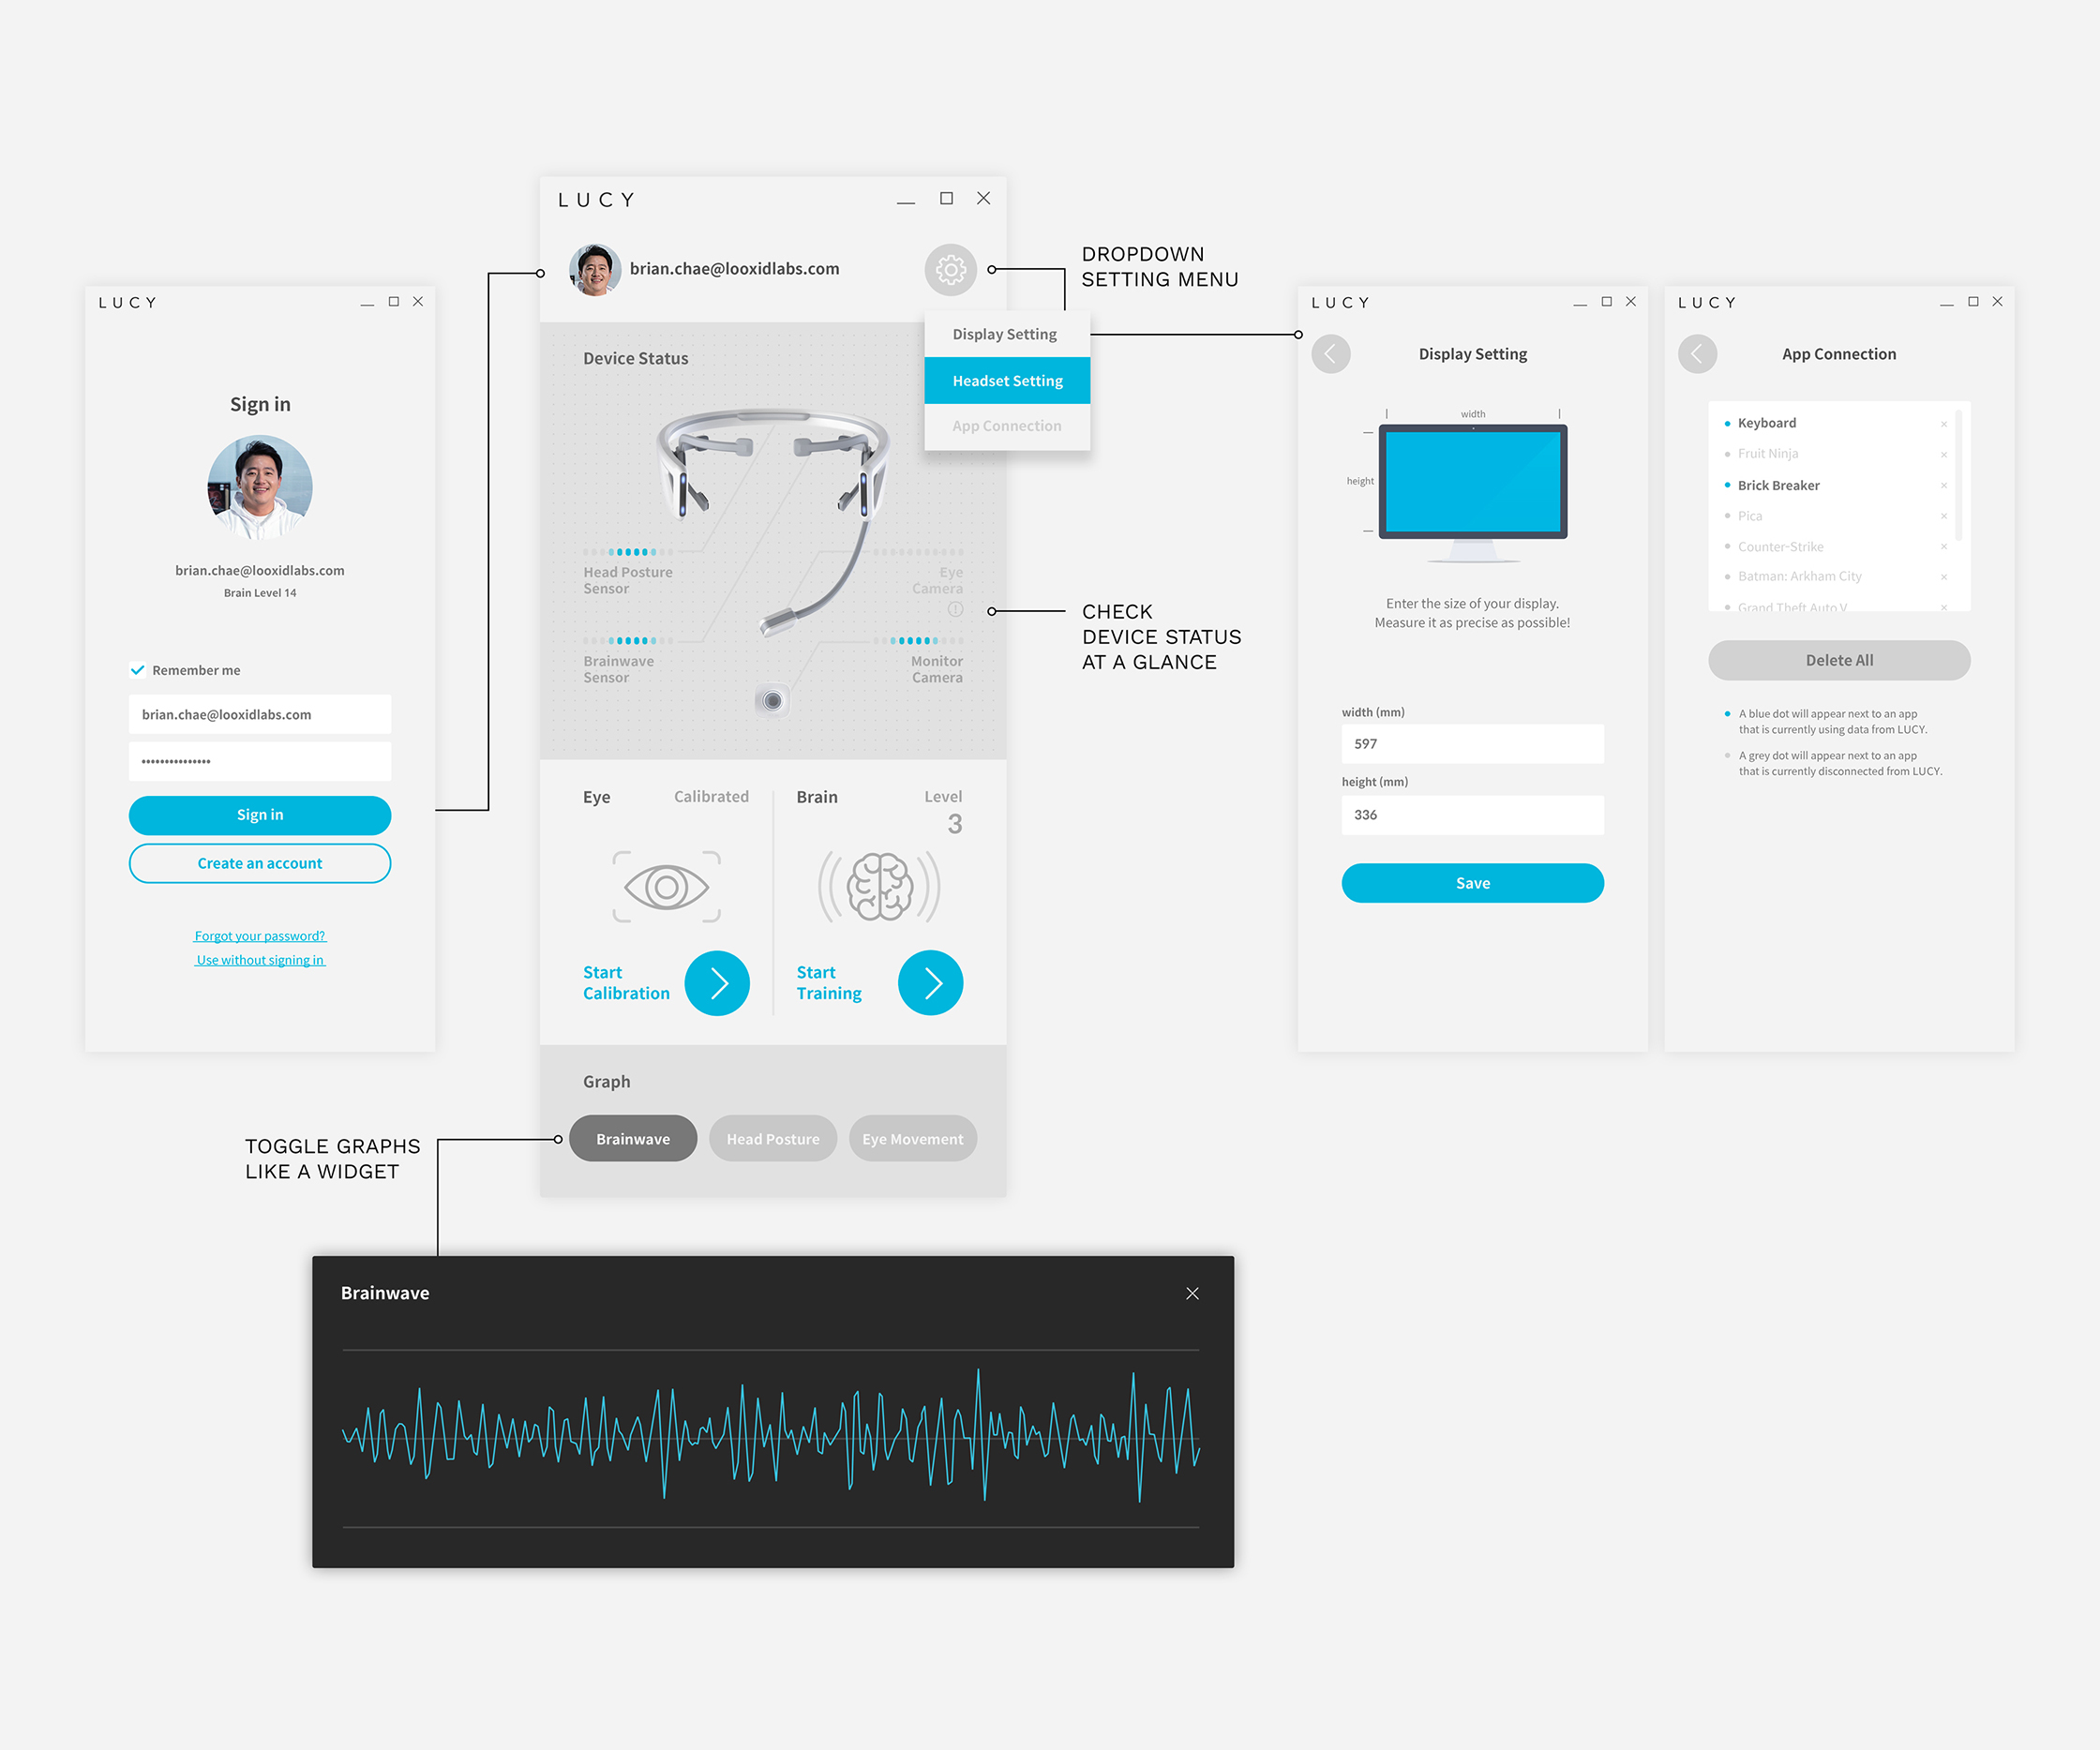 LUCY
Sign in
brian.chae@looxidlabs.com
Brain Level 14
Remember me
brian.chae@looxidlabs.com
•••••••••••••••
Sign in
Create an account
Forgot your password?
Use without signing in
LUCY
brian.chae@looxidlabs.com
DROPDOWN
SETTING MENU
Display Setting
Headset Setting
App Connection
Device Status
Head Posture
Sensor
Eye
Camera
Brainwave
Sensor
Monitor
Camera
CHECK
DEVICE STATUS
AT A GLANCE
Eye
Calibrated
Start
Calibration
Brain
Level
3
Start
Training
Graph
Brainwave
Head Posture
Eye Movement
TOGGLE GRAPHS
LIKE A WIDGET
Brainwave
LUCY
Display Setting
width
height
Enter the size of your display.
Measure it as precise as possible!
width (mm)
597
height (mm)
336
Save
LUCY
App Connection
Keyboard
Fruit Ninja
Brick Breaker
Pica
Counter-Strike
Batman: Arkham City
Grand Theft Auto V
Delete All
A blue dot will appear next to an app
that is currently using data from LUCY.
A grey dot will appear next to an app
that is currently disconnected from LUCY.